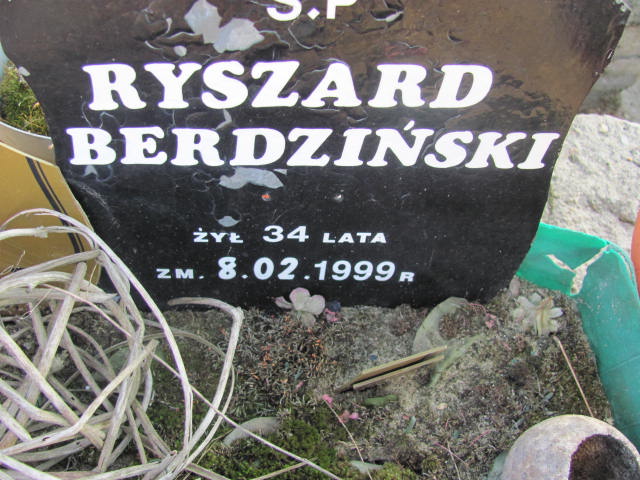 S.P
RYSZARD
BERDZIŃSKI
ŻYŁ 34 LATA
ZM. 8.02.1999 R